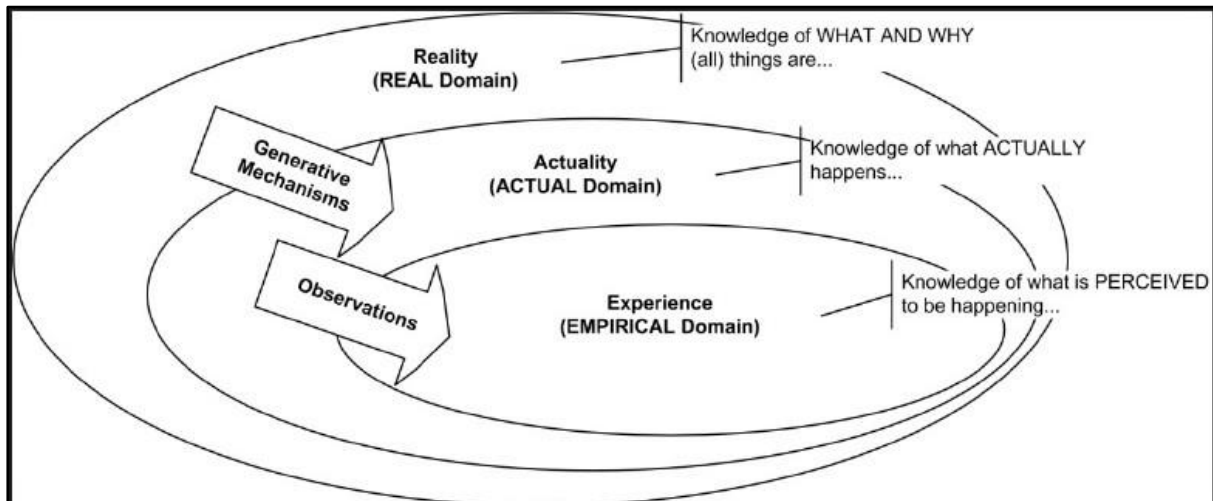 Reality
(REAL Domain)
Knowledge of WHAT AND WHY
(all) things are...
Generative
Mechanisms
Actuality
(ACTUAL Domain)
Knowledge of what ACTUALLY
happens...
Observations
Experience
(EMPIRICAL Domain)
Knowledge of what is PERCEIVED
to be happening...